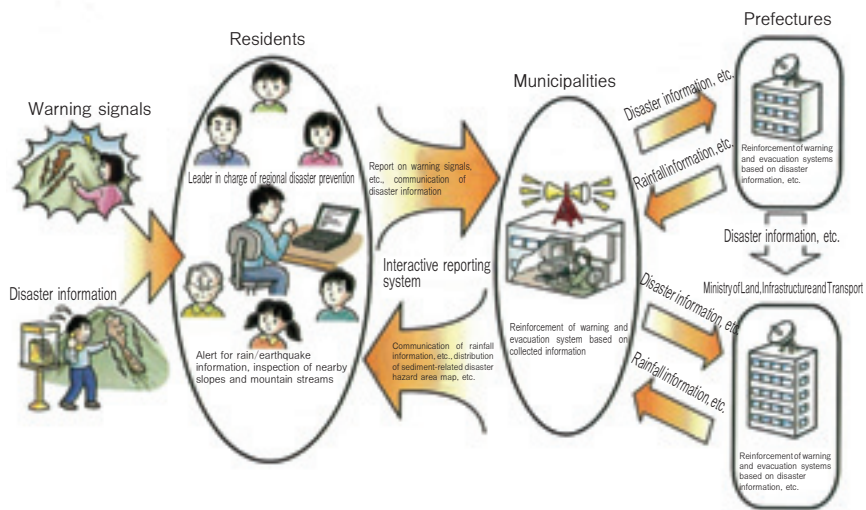 Prefectures
Residents
Municipalities
Warning signals
Disaster information, etc.
Rainfall information, etc.
Reinforcement of warning
and evacuation systems
based on disaster
information, etc.
Leader in charge of regional disaster prevention
Report on warning signals,
etc., communication of
disaster information
Disaster information, etc.
Interactive reporting
system
Disaster information
Ministry of Land, Infrastructure and Transport
Disaster information, etc.
Rainfall information, etc.
Reinforcement of warning and
evacuation system based on
collected information
Communication of rainfall
information, etc., distribution
of sediment-related disaster
hazard area map, etc.
Alert for rain/earthquake
information, inspection of nearby
slopes and mountain streams
Reinforcement of warning
and evacuation systems
based on disaster
information, etc.